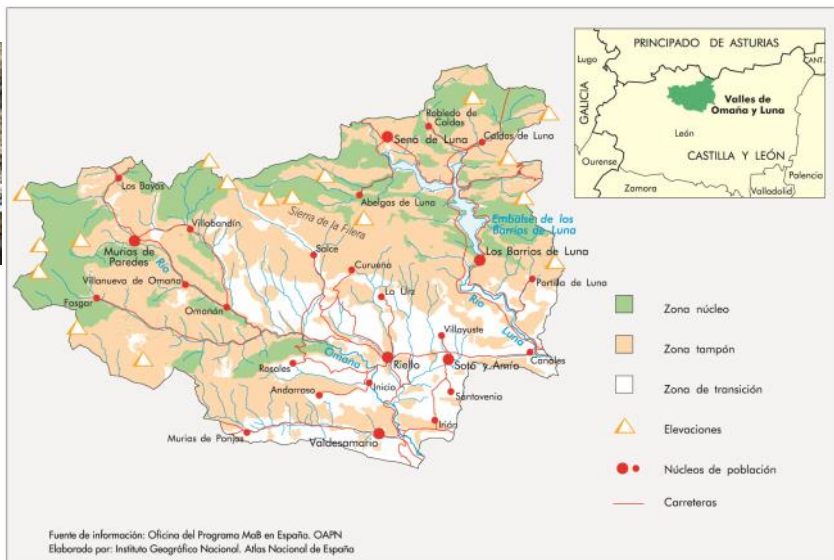 PRINCIPADO DE ASTURIAS
Lugo
CANT.
GALICIA
Valles de
Omaña y Luna
León
CASTILLA Y LEÓN
Ourense
Palencia
Zamora
Valladolid
Robledo de
Caldas
Sena de Luna
Caldas de Luna
Los Bayos
Abelgas de Luna
Sierra de la Filera
Embalse de los
Barrios de Luna
Villabandín
Murias de
Paredes
Salce
Los Barrios de Luna
Río
Curueña
Villanueva de Omaña
La Urz
Portilla de Luna
Fasgar
Omañón
Río
Luna
Villayuste
Omaña
Riello
Soto y Amío
Canales
Rosales
Inicio
Andarraso
Santovenia
Irián
Murias de Ponjos
Valdesamario
Zona núcleo
Zona tampón
Zona de transición
Elevaciones
Núcleos de población
Carreteras
Fuente de información: Oficina del Programa MaB en España. OAPN
Elaborado por: Instituto Geográfico Nacional. Atlas Nacional de España